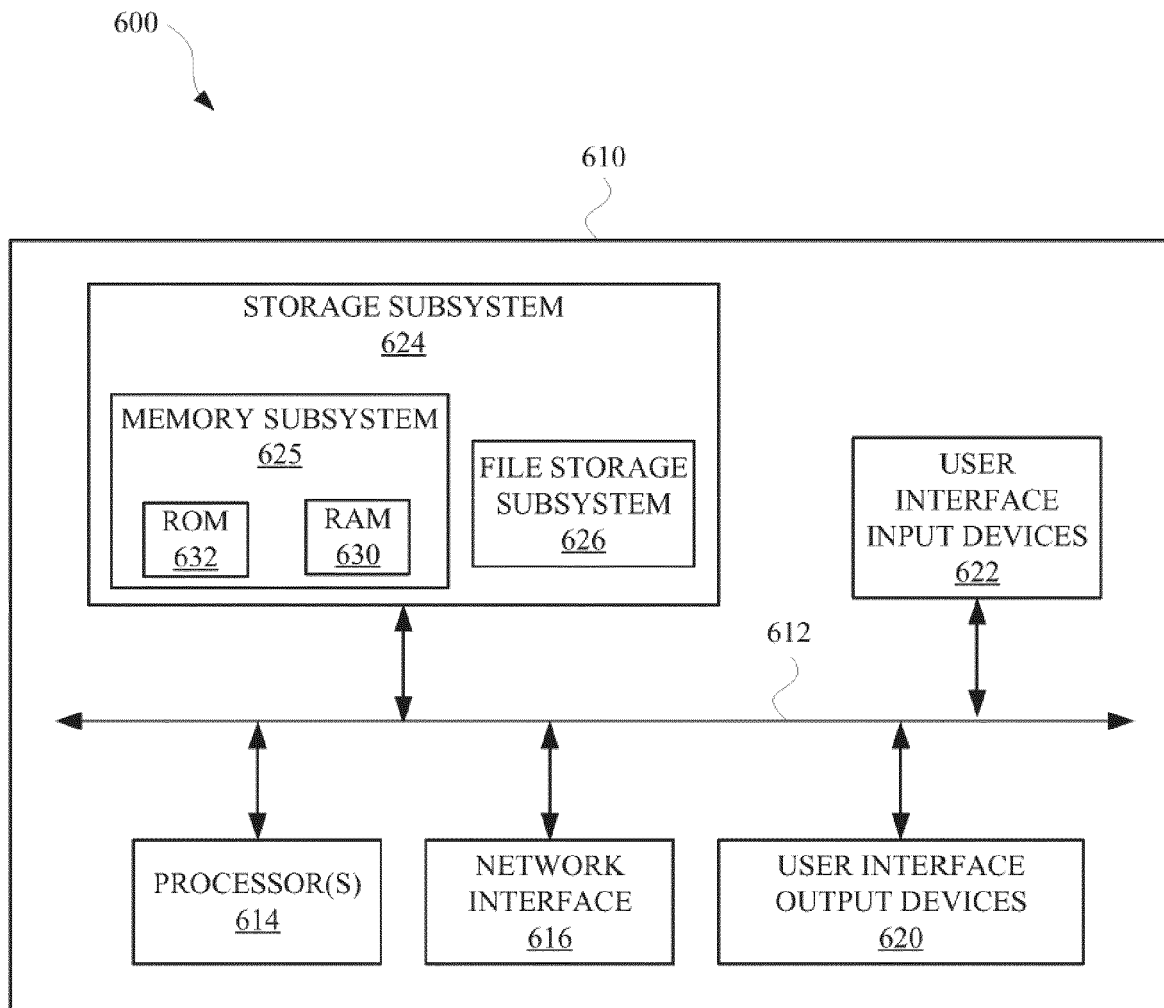 600
610
STORAGE SUBSYSTEM
624
MEMORY SUBSYSTEM
625
ROM
632
RAM
630
FILE STORAGE
SUBSYSTEM
626
USER
INTERFACE
INPUT DEVICES
622
612
PROCESSOR(S)
614
NETWORK
INTERFACE
616
USER INTERFACE
OUTPUT DEVICES
620